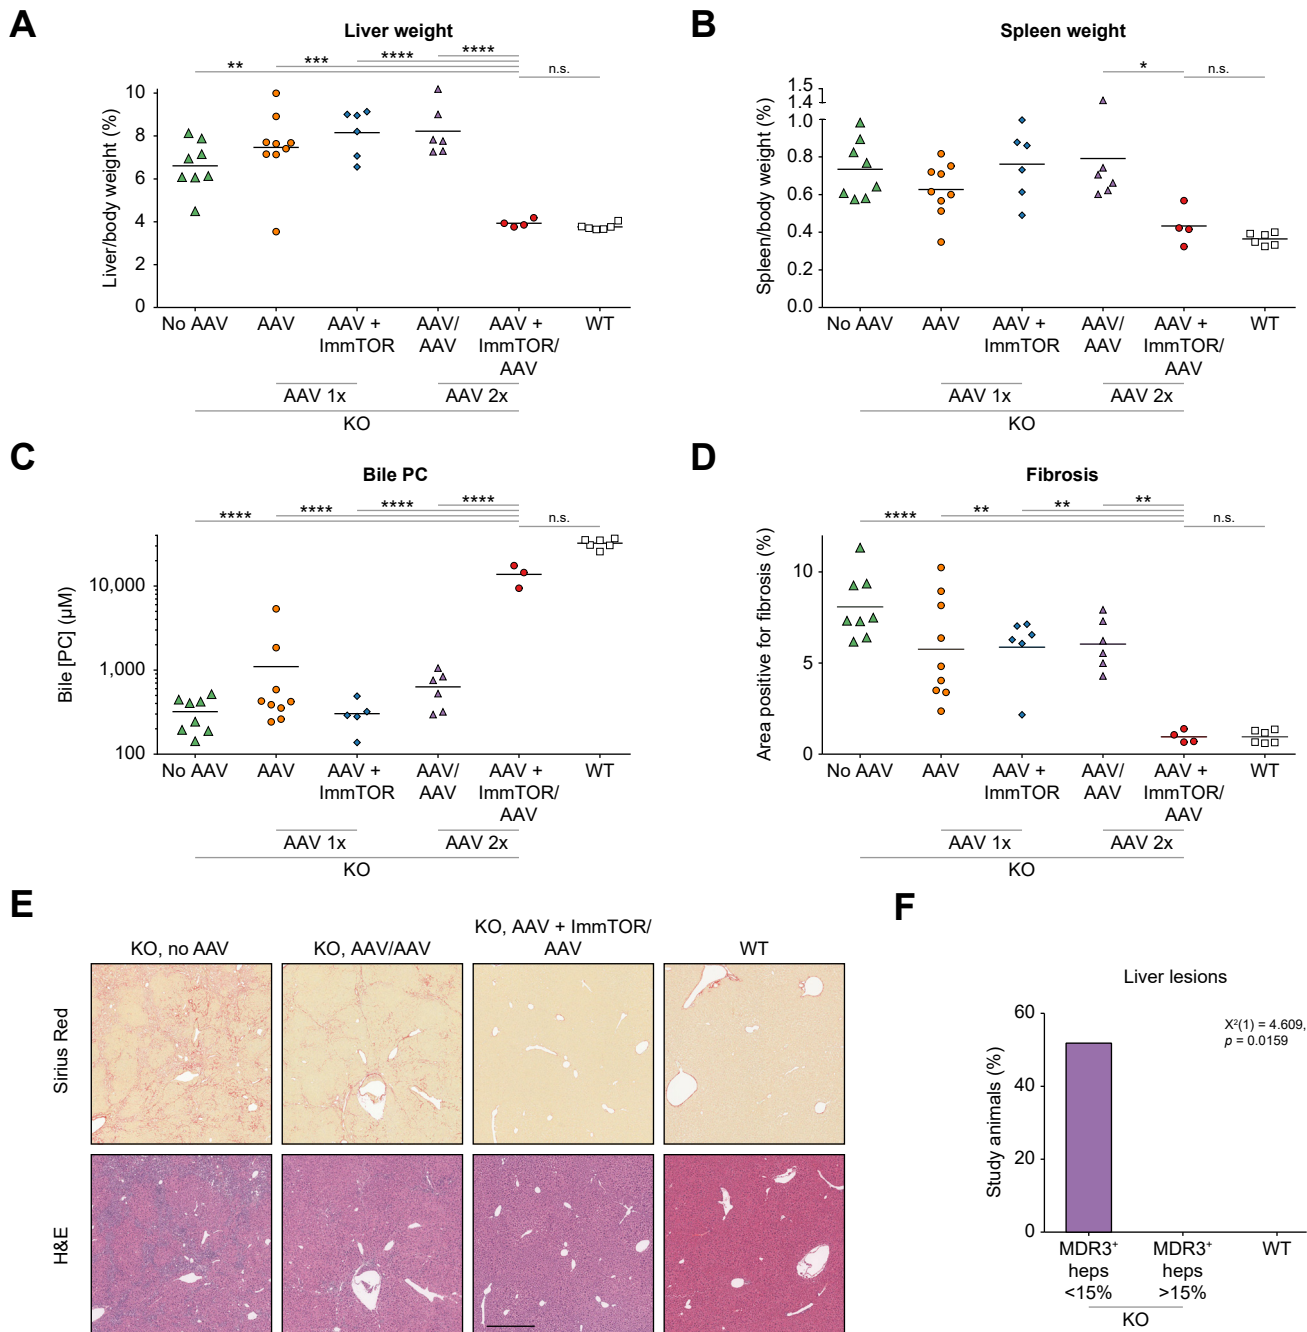 A
Liver weight
**
***
****
****
n.s.
Liver/body weight (%)
10
8
6
4
2
0
No AAV
AAV
AAV +
ImmTOR
AAV/
AAV
AAV +
ImmTOR/
AAV
WT
AAV 1x
AAV 2x
KO
B
Spleen weight
*
n.s.
Spleen/body weight (%)
1.5
1.4
1.0
0.8
0.6
0.4
0.2
0.0
No AAV
AAV
AAV +
ImmTOR
AAV/
AAV
AAV +
ImmTOR/
AAV
WT
AAV 1x
AAV 2x
KO
C
Bile PC
****
****
****
****
n.s.
Bile [PC] (µM)
10,000
1,000
100
No AAV
AAV
AAV +
ImmTOR
AAV/
AAV
AAV +
ImmTOR/
AAV
WT
AAV 1x
AAV 2x
KO
D
Fibrosis
****
**
**
**
n.s.
Area positive for fibrosis (%)
10
5
0
No AAV
AAV
AAV +
ImmTOR
AAV/
AAV
AAV +
ImmTOR/
AAV
WT
AAV 1x
AAV 2x
KO
E
KO, no AAV
KO, AAV/AAV
KO, AAV + ImmTOR/
AAV
WT
Sirius Red
H&E
F
Liver lesions
X²(1) = 4.609,
p = 0.0159
Study animals (%)
60
40
20
0
MDR3⁺
heps
<15%
MDR3⁺
heps
>15%
WT
KO